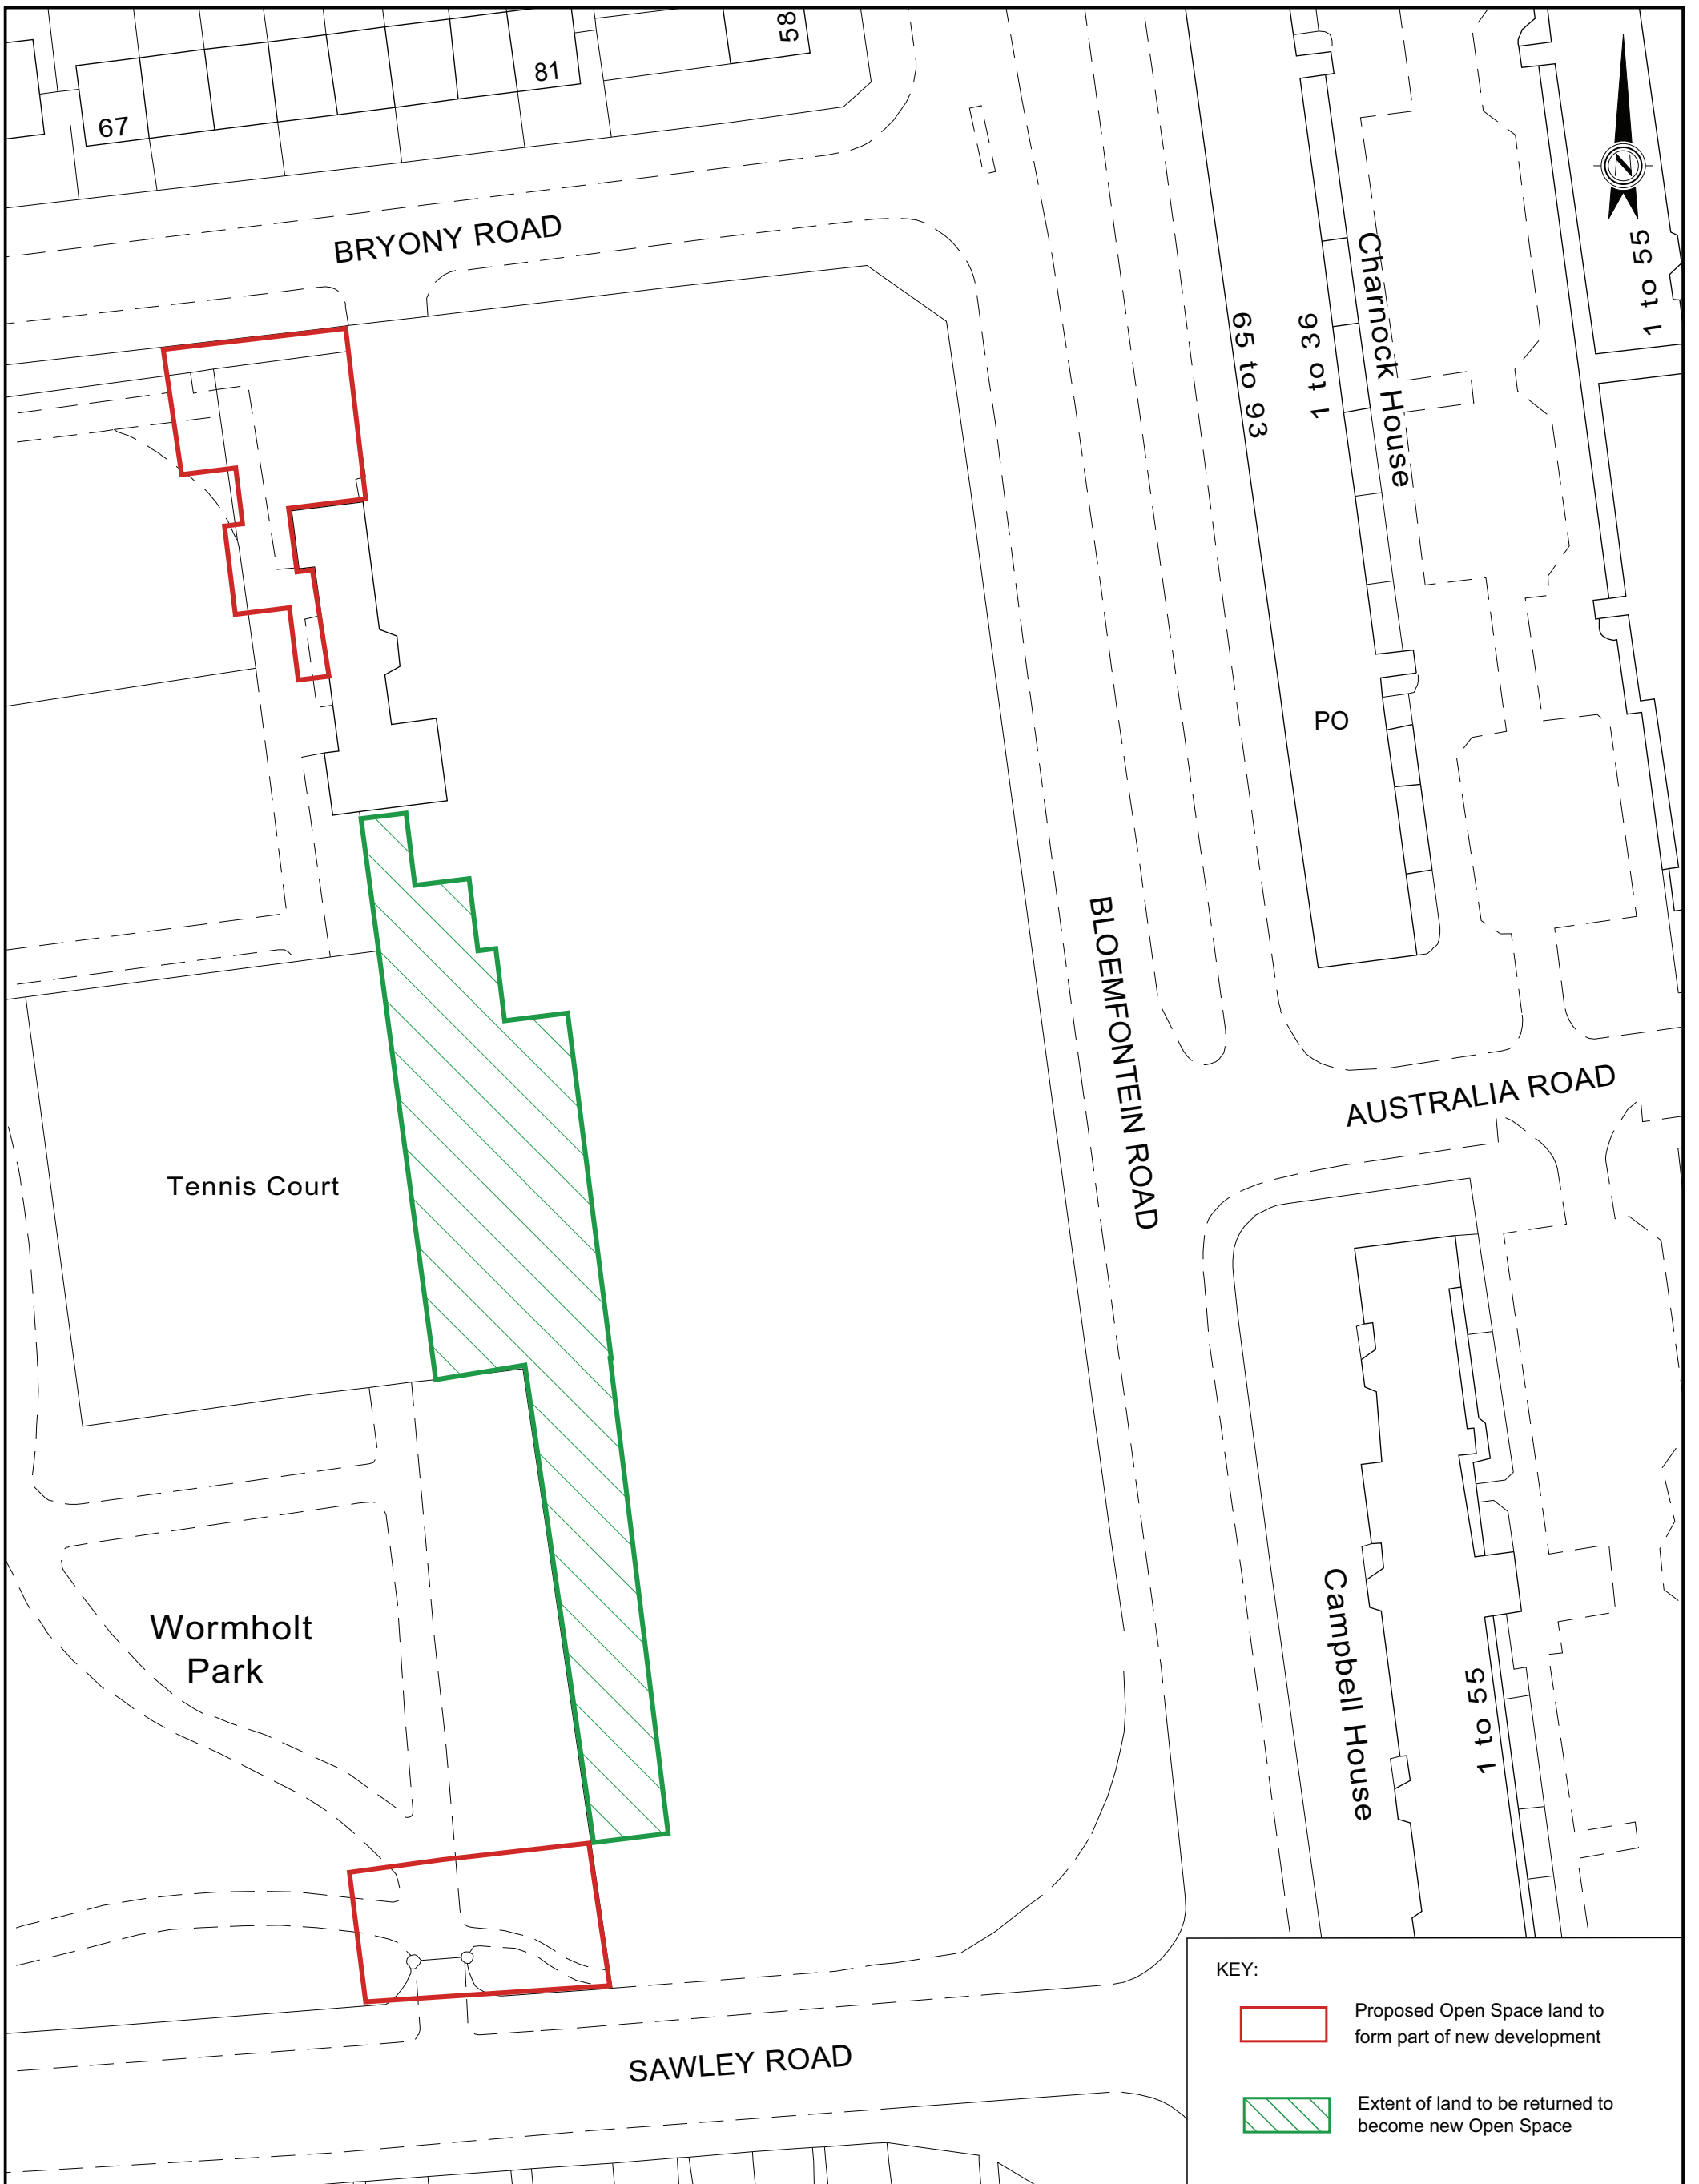 58
81
67
N
BRYONY ROAD
Charnock House
1 to 55
1 to 36
65 to 93
PO
BLOEMFONTEIN ROAD
AUSTRALIA ROAD
Tennis Court
Wormholt
Park
Campbell House
1 to 55
SAWLEY ROAD
KEY:
Proposed Open Space land to
form part of new development
Extent of land to be returned to
become new Open Space